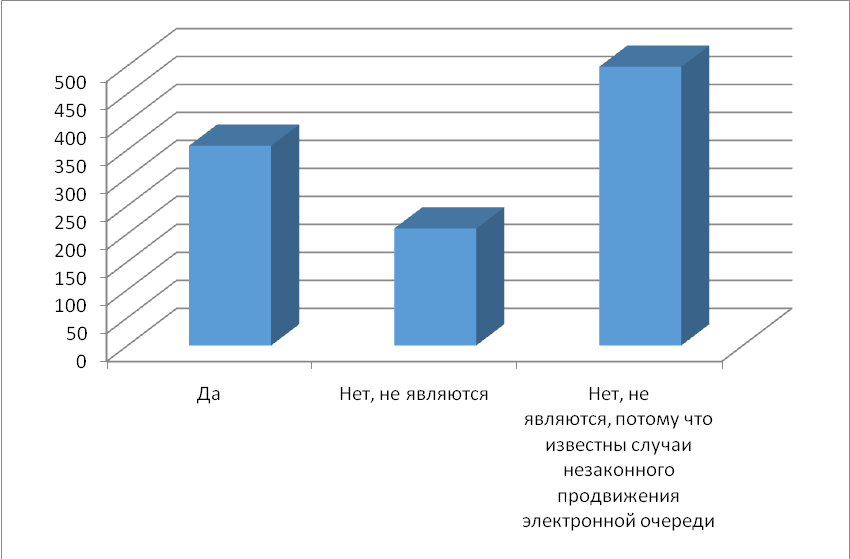 500
450
400
350
300
250
200
150
100
50
0
Да
Нет, не являются
Нет, не
являются, потому что
известны случаи
незаконного
продвижения
электронной очереди